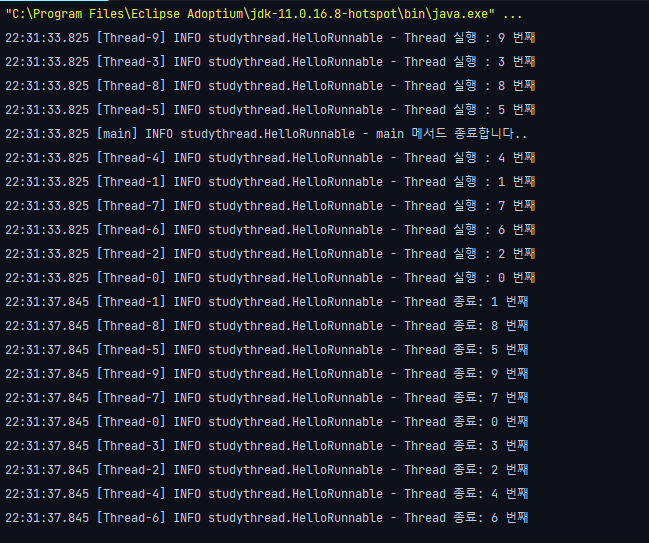 "C:\Program Files\Eclipse Adoptium\jdk-11.0.16.8-hotspot\bin\java.exe" ...
22:31:33.825 [Thread-9] INFO studythread.HelloRunnable - Thread 실행 : 9 번째
22:31:33.825 [Thread-3] INFO studythread.HelloRunnable - Thread 실행 : 3 번째
22:31:33.825 [Thread-8] INFO studythread.HelloRunnable - Thread 실행 : 8 번째
22:31:33.825 [Thread-5] INFO studythread.HelloRunnable - Thread 실행 : 5 번째
22:31:33.825 [main] INFO studythread.HelloRunnable - main 메서드 종료합니다..
22:31:33.825 [Thread-4] INFO studythread.HelloRunnable - Thread 실행 : 4 번째
22:31:33.825 [Thread-1] INFO studythread.HelloRunnable - Thread 실행 : 1 번째
22:31:33.825 [Thread-7] INFO studythread.HelloRunnable - Thread 실행 : 7 번째
22:31:33.825 [Thread-6] INFO studythread.HelloRunnable - Thread 실행 : 6 번째
22:31:33.825 [Thread-2] INFO studythread.HelloRunnable - Thread 실행 : 2 번째
22:31:33.825 [Thread-0] INFO studythread.HelloRunnable - Thread 실행 : 0 번째
22:31:37.845 [Thread-1] INFO studythread.HelloRunnable - Thread 종료: 1 번째
22:31:37.845 [Thread-8] INFO studythread.HelloRunnable - Thread 종료: 8 번째
22:31:37.845 [Thread-5] INFO studythread.HelloRunnable - Thread 종료: 5 번째
22:31:37.845 [Thread-9] INFO studythread.HelloRunnable - Thread 종료: 9 번째
22:31:37.845 [Thread-7] INFO studythread.HelloRunnable - Thread 종료: 7 번째
22:31:37.845 [Thread-0] INFO studythread.HelloRunnable - Thread 종료: 0 번째
22:31:37.845 [Thread-3] INFO studythread.HelloRunnable - Thread 종료: 3 번째
22:31:37.845 [Thread-2] INFO studythread.HelloRunnable - Thread 종료: 2 번째
22:31:37.845 [Thread-4] INFO studythread.HelloRunnable - Thread 종료: 4 번째
22:31:37.845 [Thread-6] INFO studythread.HelloRunnable - Thread 종료: 6 번째